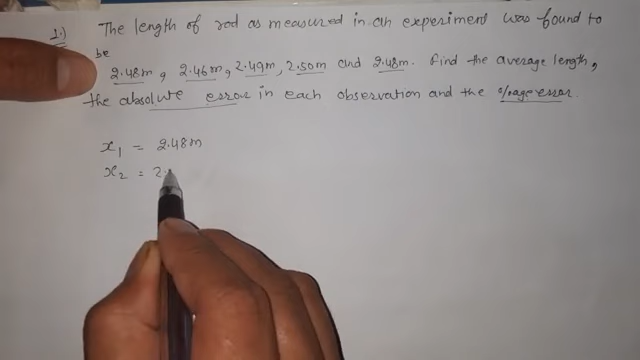 1.) The length of rod as measured in an experiment was found to
be
2.48m, 2.46m, 2.49m, 2.50m and 2.48m. Find the average length,
the absolute error in each observation and the %age error.
x₁ = 2.48m
x₂ = 2.